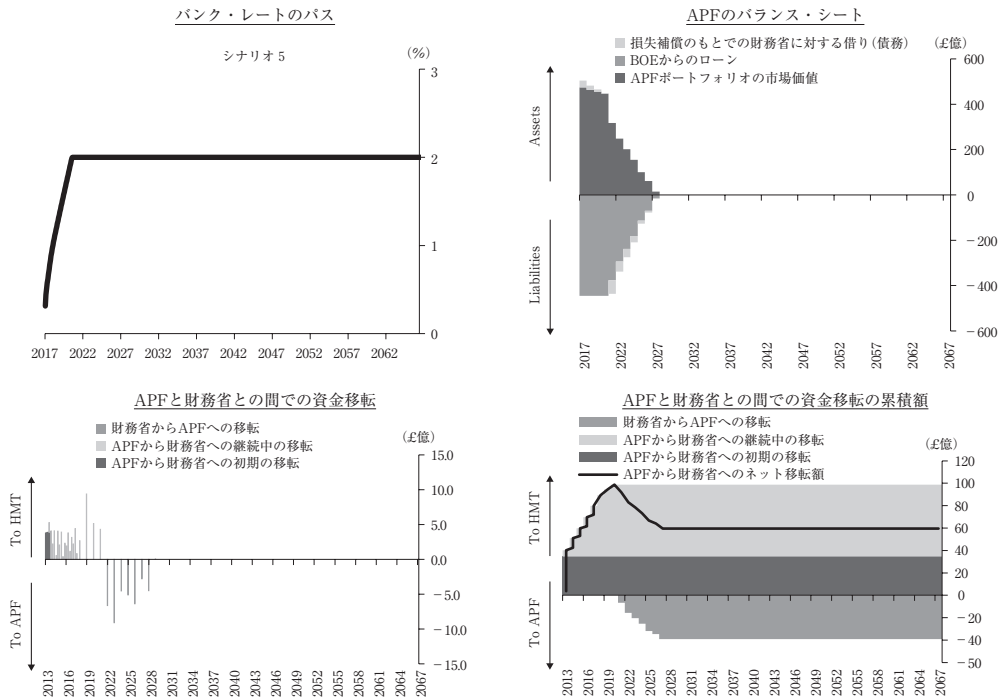 バンク・レートのパス
シナリオ 5
(%)
3
2
1
0
2017 2022 2027 2032 2037 2042 2047 2052 2057 2062
APFのバランス・シート
損失補償のもとでの財務省に対する借り(債務)
BOEからのローン
APFポートフォリオの市場価値
(£億)
600
400
200
0
−200
−400
−600
Assets
Liabilities
2017 2022 2027 2032 2037 2042 2047 2052 2057 2062 2067
APFと財務省との間での資金移転
財務省からAPFへの移転
APFから財務省への継続中の移転
APFから財務省への初期の移転
(£億)
15.0
10.0
5.0
0.0
−5.0
−10.0
−15.0
To HMT
To APF
2013 2016 2019 2022 2025 2028 2031 2034 2037 2040 2043 2046 2049 2052 2055 2058 2061 2064 2067
APFと財務省との間での資金移転の累積額
財務省からAPFへの移転
APFから財務省への継続中の移転
APFから財務省への初期の移転
APFから財務省へのネット移転額
(£億)
120
100
80
60
40
20
0
−20
−40
−50
To HMT
To APF
2013 2016 2019 2022 2025 2028 2031 2034 2037 2040 2043 2046 2049 2052 2055 2058 2061 2064 2067